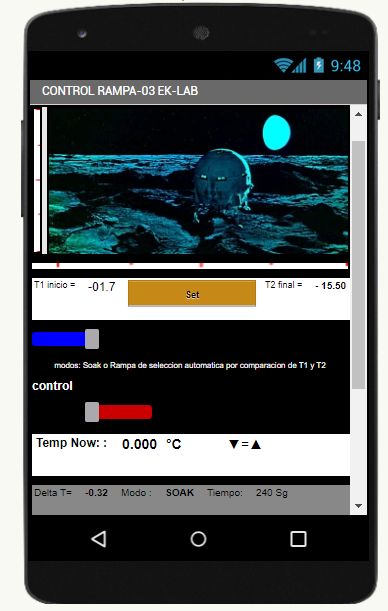 9:48
CONTROL RAMPA-03 EK-LAB
T1 inicio = -01.7 Set T2 final = - 15.50
modos: Soak o Rampa de seleccion automatica por comparacion de T1 y T2
control
Temp Now: : 0.000 °C ▼=▲
Delta T= -0.32 Modo : SOAK Tiempo: 240 Sg